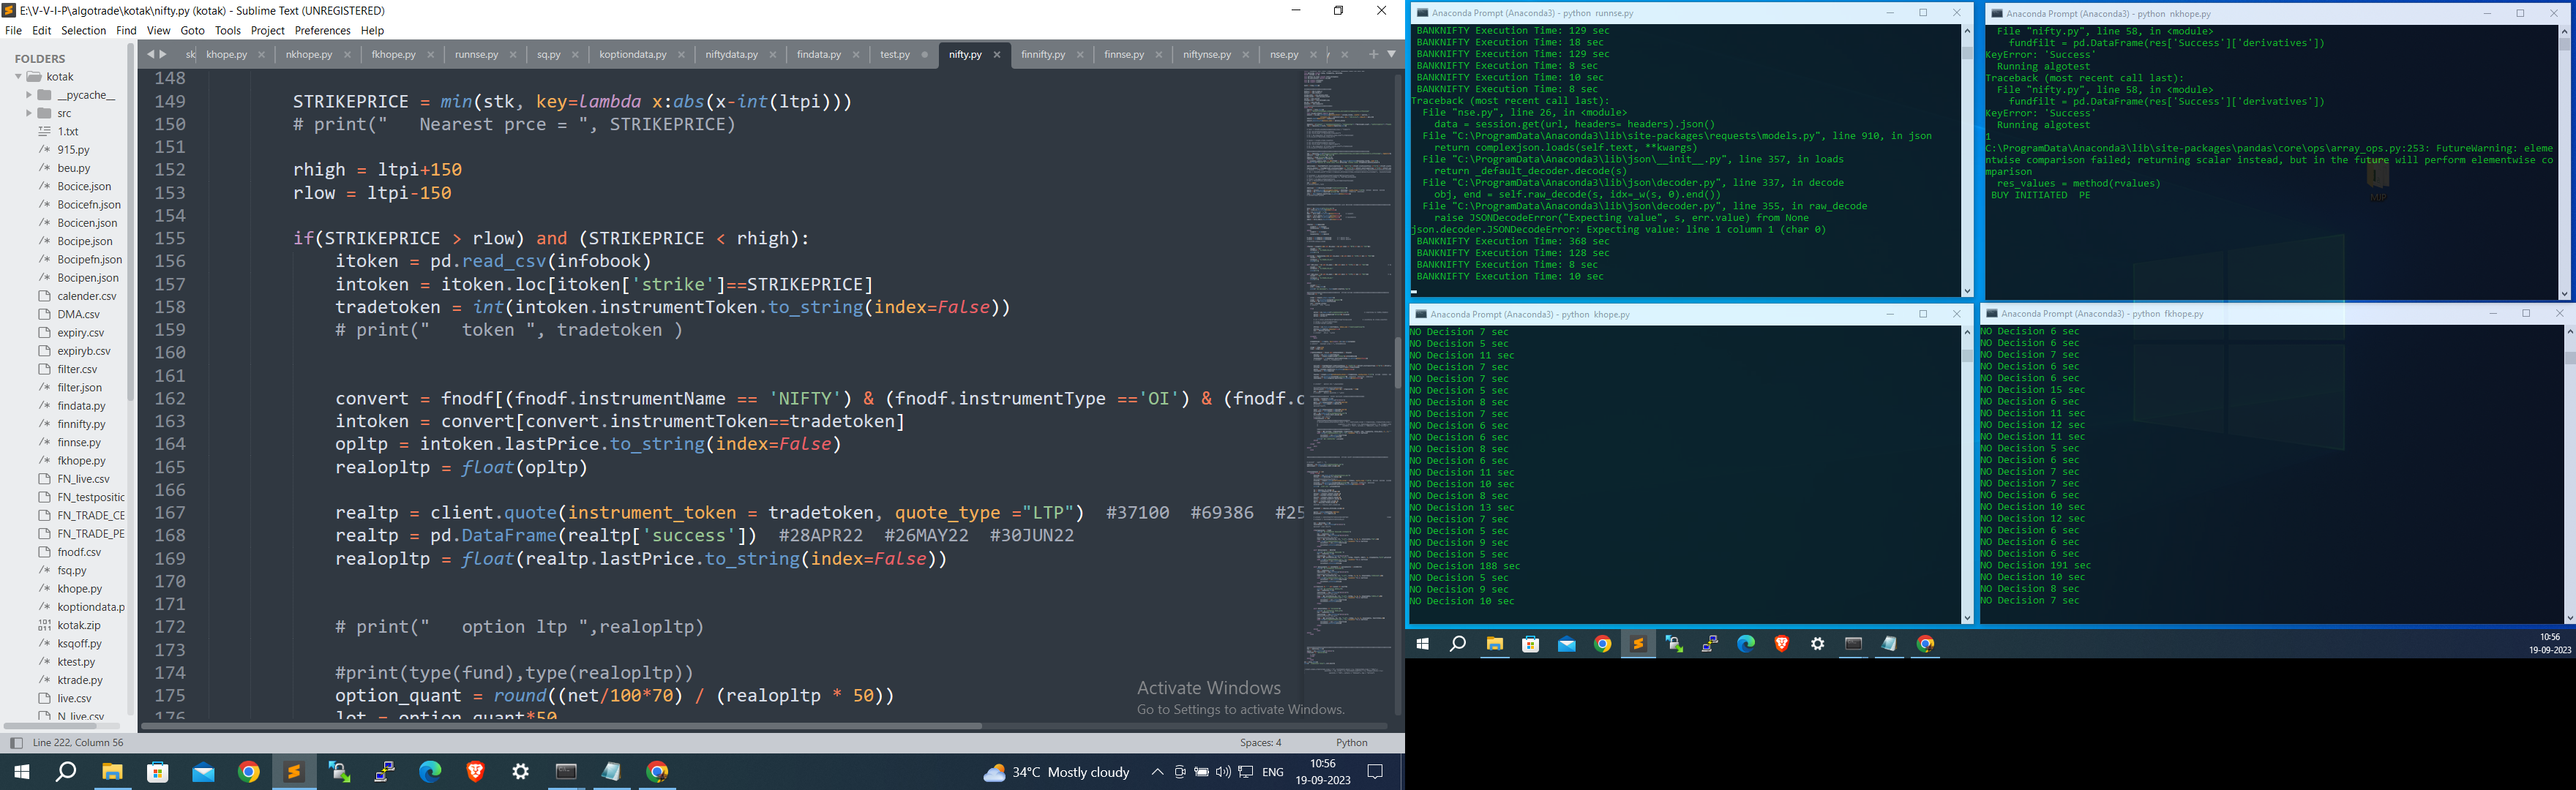 E:\V-V-I-P\algotrade\kotak\nifty.py (kotak) - Sublime Text (UNREGISTERED)
File Edit Selection Find View Goto Tools Project Preferences Help
FOLDERS
kotak
__pycache__
src
1.txt
915.py
beu.py
Bocice.json
Bocicefn.json
Bocicen.json
Bocipe.json
Bocipefn.json
Bocipen.json
calender.csv
DMA.csv
expiry.csv
expiryb.csv
filter.csv
filter.json
findata.py
finnifty.py
finnse.py
fkhope.py
FN_live.csv
FN_testpositic
FN_TRADE_CE
FN_TRADE_PE
fnodf.csv
fsq.py
khope.py
koptiondata.p
kotak.zip
ksqoff.py
ktest.py
ktrade.py
live.csv
N_live.csv
sk khope.py nkhope.py fkhope.py runnse.py sq.py koptiondata.py niftydata.py findata.py test.py nifty.py finnifty.py finnse.py niftynse.py nse.py
148
149 STRIKEPRICE = min(stk, key=lambda x:abs(x-int(ltpi)))
150 # print("   Nearest prce = ", STRIKEPRICE)
151
152 rhigh = ltpi+150
153 rlow = ltpi-150
154
155 if(STRIKEPRICE > rlow) and (STRIKEPRICE < rhigh):
156 itoken = pd.read_csv(infobook)
157 intoken = itoken.loc[itoken['strike']==STRIKEPRICE]
158 tradetoken = int(intoken.instrumentToken.to_string(index=False))
159 # print("   token ", tradetoken )
160
161
162 convert = fnodf[(fnodf.instrumentName == 'NIFTY') & (fnodf.instrumentType =='OI') & (fnodf.c
163 intoken = convert[convert.instrumentToken==tradetoken]
164 opltp = intoken.lastPrice.to_string(index=False)
165 realopltp = float(opltp)
166
167 realtp = client.quote(instrument_token = tradetoken, quote_type ="LTP")  #37100  #69386  #25
168 realtp = pd.DataFrame(realtp['success'])  #28APR22  #26MAY22  #30JUN22
169 realopltp = float(realtp.lastPrice.to_string(index=False))
170
171
172 # print("   option ltp ",realopltp)
173
174 #print(type(fund),type(realopltp))
175 option_quant = round((net/100*70) / (realopltp * 50))
176 lot = option_quant*50
Activate Windows
Go to Settings to activate Windows.
Line 222, Column 56 Spaces: 4 Python
34°C Mostly cloudy ENG 10:56
19-09-2023
Anaconda Prompt (Anaconda3) - python  runnse.py
BANKNIFTY Execution Time: 129 sec
BANKNIFTY Execution Time: 18 sec
BANKNIFTY Execution Time: 129 sec
BANKNIFTY Execution Time: 8 sec
BANKNIFTY Execution Time: 10 sec
BANKNIFTY Execution Time: 8 sec
Traceback (most recent call last):
File "nse.py", line 26, in <module>
data = session.get(url, headers= headers).json()
File "C:\ProgramData\Anaconda3\lib\site-packages\requests\models.py", line 910, in json
return complexjson.loads(self.text, **kwargs)
File "C:\ProgramData\Anaconda3\lib\json\__init__.py", line 357, in loads
return _default_decoder.decode(s)
File "C:\ProgramData\Anaconda3\lib\json\decoder.py", line 337, in decode
obj, end = self.raw_decode(s, idx=_w(s, 0).end())
File "C:\ProgramData\Anaconda3\lib\json\decoder.py", line 355, in raw_decode
raise JSONDecodeError("Expecting value", s, err.value) from None
json.decoder.JSONDecodeError: Expecting value: line 1 column 1 (char 0)
BANKNIFTY Execution Time: 368 sec
BANKNIFTY Execution Time: 128 sec
BANKNIFTY Execution Time: 8 sec
BANKNIFTY Execution Time: 10 sec
Anaconda Prompt (Anaconda3) - python  nkhope.py
File "nifty.py", line 58, in <module>
fundfilt = pd.DataFrame(res['Success']['derivatives'])
KeyError: 'Success'
Running algotest
Traceback (most recent call last):
File "nifty.py", line 58, in <module>
fundfilt = pd.DataFrame(res['Success']['derivatives'])
KeyError: 'Success'
Running algotest
1
C:\ProgramData\Anaconda3\lib\site-packages\pandas\core\ops\array_ops.py:253: FutureWarning: eleme
ntwise comparison failed; returning scalar instead, but in the future will perform elementwise co
mparison
res_values = method(rvalues)
BUY INITIATED  PE
Anaconda Prompt (Anaconda3) - python  khope.py
NO Decision 7 sec
NO Decision 5 sec
NO Decision 11 sec
NO Decision 7 sec
NO Decision 7 sec
NO Decision 5 sec
NO Decision 8 sec
NO Decision 7 sec
NO Decision 6 sec
NO Decision 6 sec
NO Decision 8 sec
NO Decision 6 sec
NO Decision 11 sec
NO Decision 10 sec
NO Decision 8 sec
NO Decision 13 sec
NO Decision 7 sec
NO Decision 5 sec
NO Decision 9 sec
NO Decision 5 sec
NO Decision 188 sec
NO Decision 5 sec
NO Decision 9 sec
NO Decision 10 sec
Anaconda Prompt (Anaconda3) - python  fkhope.py
NO Decision 6 sec
NO Decision 6 sec
NO Decision 7 sec
NO Decision 6 sec
NO Decision 6 sec
NO Decision 15 sec
NO Decision 6 sec
NO Decision 11 sec
NO Decision 12 sec
NO Decision 11 sec
NO Decision 5 sec
NO Decision 6 sec
NO Decision 7 sec
NO Decision 7 sec
NO Decision 6 sec
NO Decision 10 sec
NO Decision 12 sec
NO Decision 6 sec
NO Decision 6 sec
NO Decision 6 sec
NO Decision 191 sec
NO Decision 10 sec
NO Decision 8 sec
NO Decision 7 sec
10:56
19-09-2023